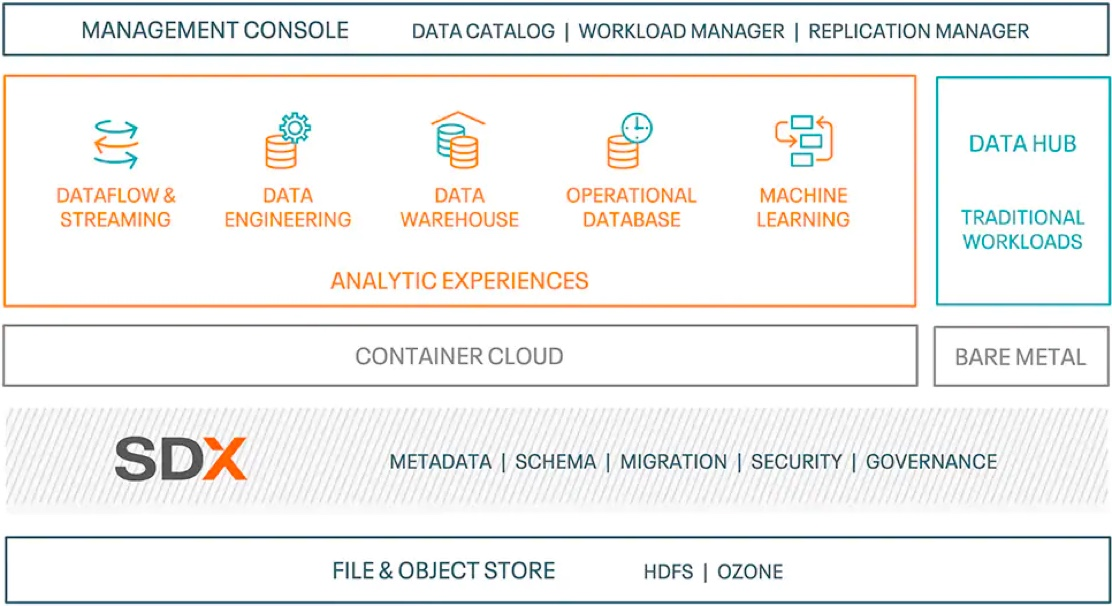 MANAGEMENT CONSOLE DATA CATALOG | WORKLOAD MANAGER | REPLICATION MANAGER
DATAFLOW &
STREAMING
DATA
ENGINEERING
DATA
WAREHOUSE
OPERATIONAL
DATABASE
MACHINE
LEARNING
ANALYTIC EXPERIENCES
DATA HUB
TRADITIONAL
WORKLOADS
CONTAINER CLOUD
BARE METAL
SDX METADATA | SCHEMA | MIGRATION | SECURITY | GOVERNANCE
FILE & OBJECT STORE HDFS | OZONE